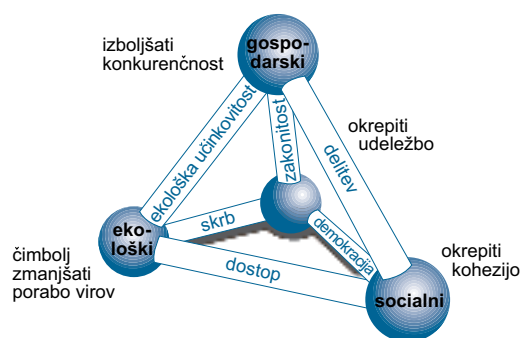 izboljšati
konkurenčnost
gospo-
darski
ekološka učinkovitost
zakonitost
delitev
okrepiti
udeležbo
eko-
loški
skrb
demokracija
dostop
čimbolj
zmanjšati
porabo virov
socialni
okrepiti
kohezijo